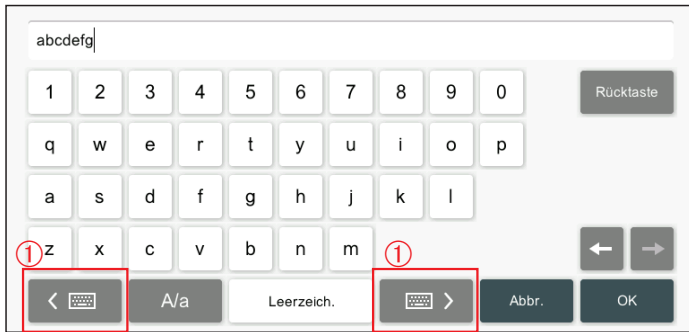 abcdefg
1 2 3 4 5 6 7 8 9 0 Rücktaste
q w e r t y u i o p
a s d f g h j k l
① z x c v b n m ① ← →
< A/a Leerzeich. > Abbr. OK